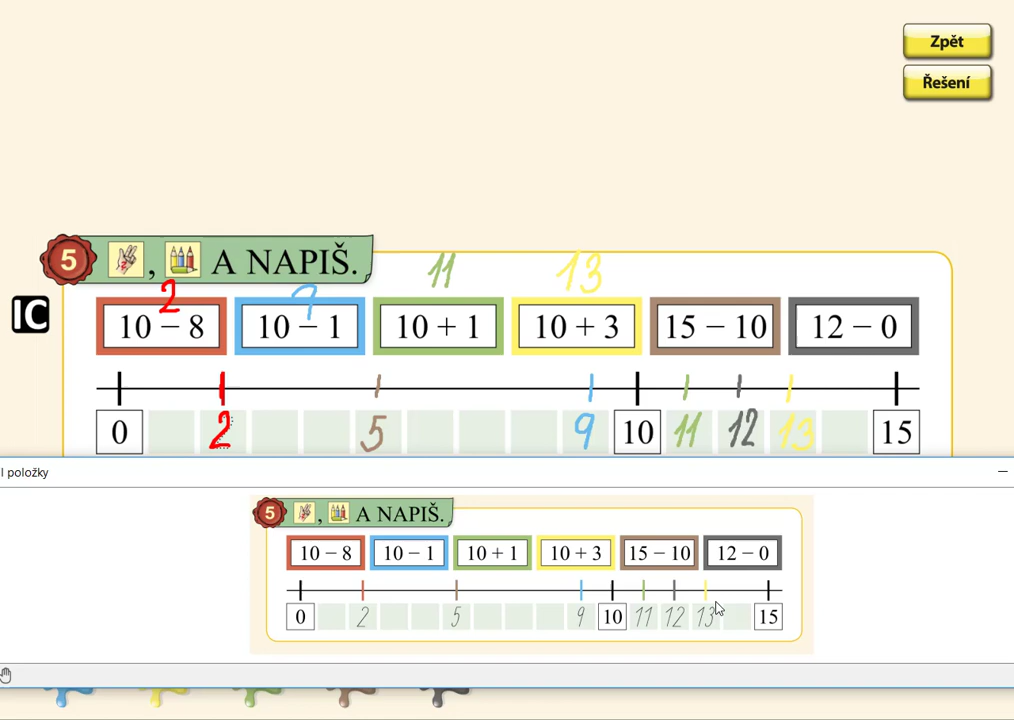 Zpět
Řešení
5 , A NAPIŠ.
11 13
2 9
IC
10 − 8 10 − 1 10 + 1 10 + 3 15 − 10 12 − 0
0 2 5 9 10 11 12 13 15
l položky
5 , A NAPIŠ.
10 − 8 10 − 1 10 + 1 10 + 3 15 − 10 12 − 0
0 2 5 9 10 11 12 13 15